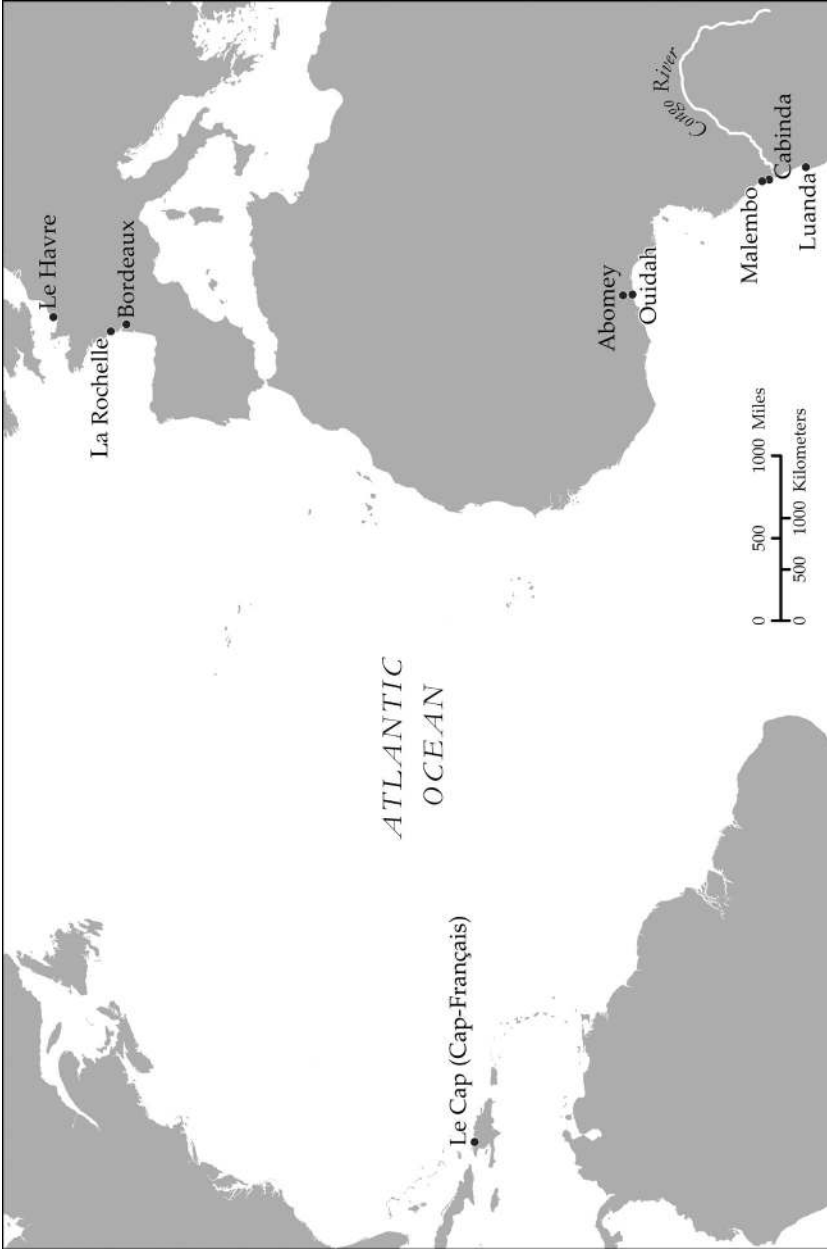 Le Havre
La Rochelle
Bordeaux
ATLANTIC
OCEAN
Le Cap (Cap-Français)
Abomey
Ouidah
Congo River
Malembo
Cabinda
Luanda
0 500 1000 Miles
0 500 1000 Kilometers